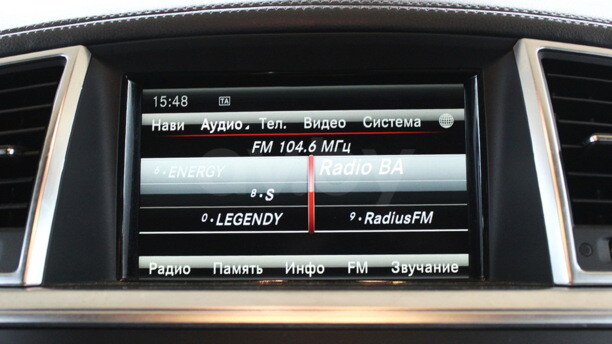 15:48 TA
Нави Аудио Тел. Видео Система
FM 104.6 МГц
ENERGY Radio BA
8·S
0·LEGENDY 9·RadiusFM
Радио Память Инфо FM Звучание